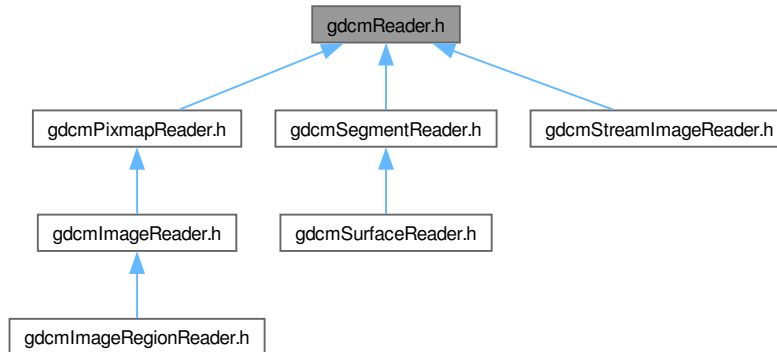 gdcmReader.h
gdcmPixmapReader.h
gdcmSegmentReader.h
gdcmStreamImageReader.h
gdcmImageReader.h
gdcmSurfaceReader.h
gdcmImageRegionReader.h